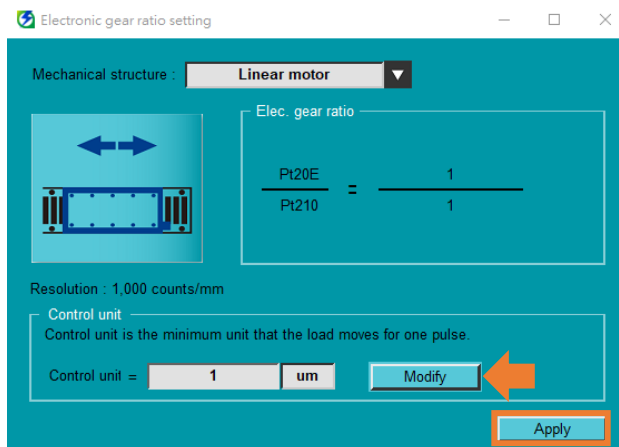 Electronic gear ratio setting
Mechanical structure : Linear motor
Elec. gear ratio
Pt20E = 1
Pt210 1
Resolution : 1,000 counts/mm
Control unit
Control unit is the minimum unit that the load moves for one pulse.
Control unit = 1 um Modify
Apply